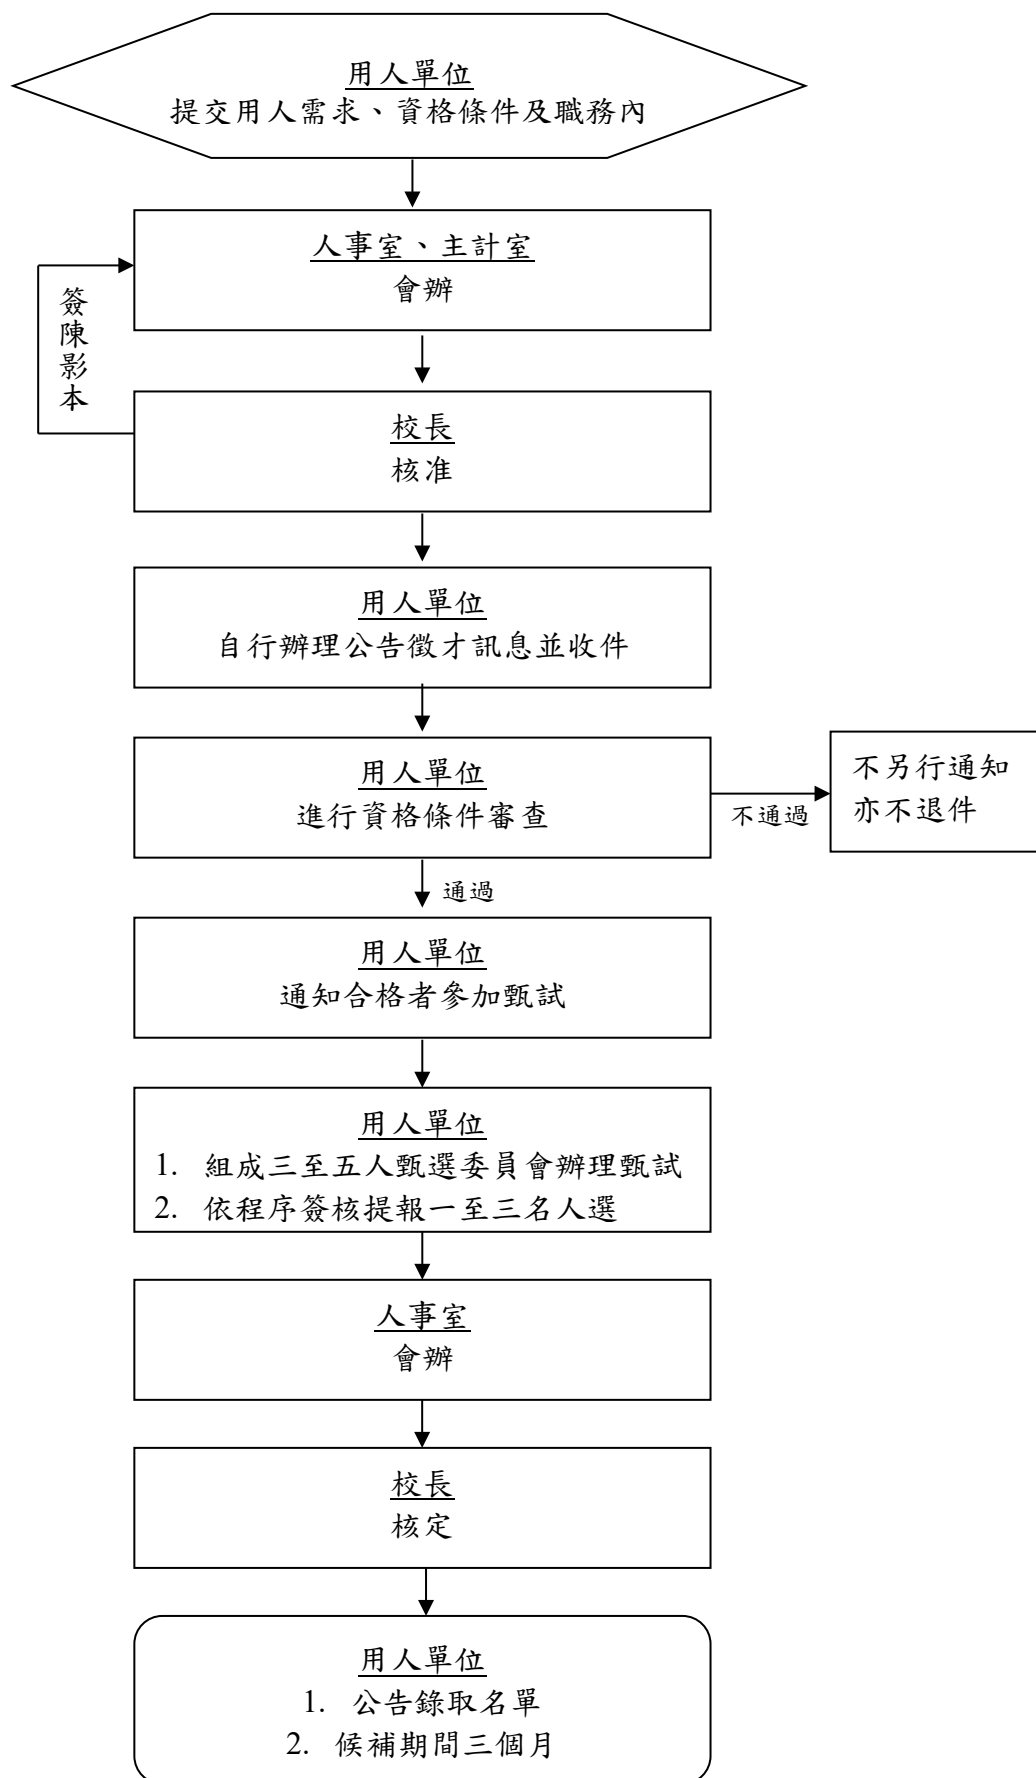 用人單位
提交用人需求、資格條件及職務內
人事室、主計室
會辦
簽陳影本
校長
核准
用人單位
自行辦理公告徵才訊息並收件
用人單位
進行資格條件審查
不通過
不另行通知
亦不退件
通過
用人單位
通知合格者參加甄試
用人單位
1. 組成三至五人甄選委員會辦理甄試
2. 依程序簽核提報一至三名人選
人事室
會辦
校長
核定
用人單位
1. 公告錄取名單
2. 候補期間三個月